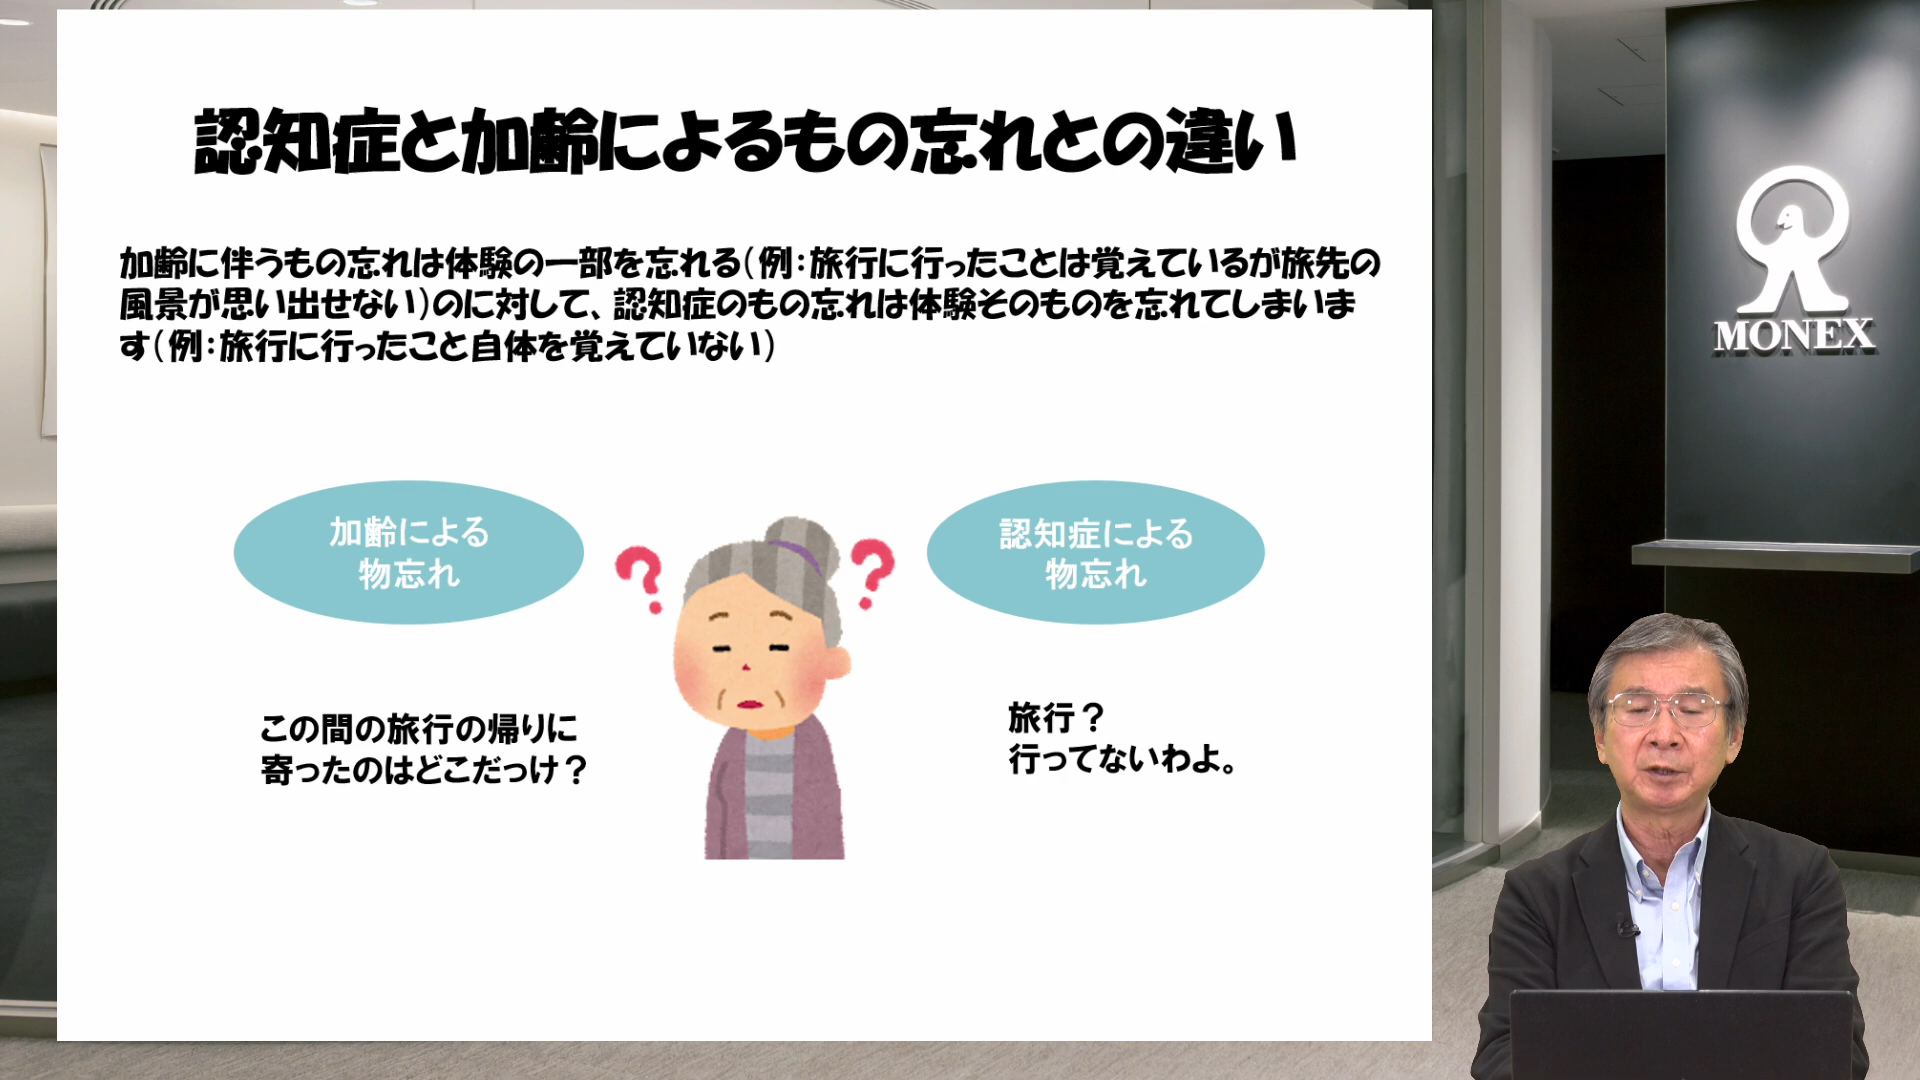 認知症と加齢によるもの忘れとの違い
加齢に伴うもの忘れは体験の一部を忘れる(例:旅行に行ったことは覚えているが旅先の
風景が思い出せない)のに対して、認知症のもの忘れは体験そのものを忘れてしまいま
す(例:旅行に行ったこと自体を覚えていない)
加齢による
物忘れ
認知症による
物忘れ
この間の旅行の帰りに
寄ったのはどこだっけ？
旅行？
行ってないわよ。
MONEX